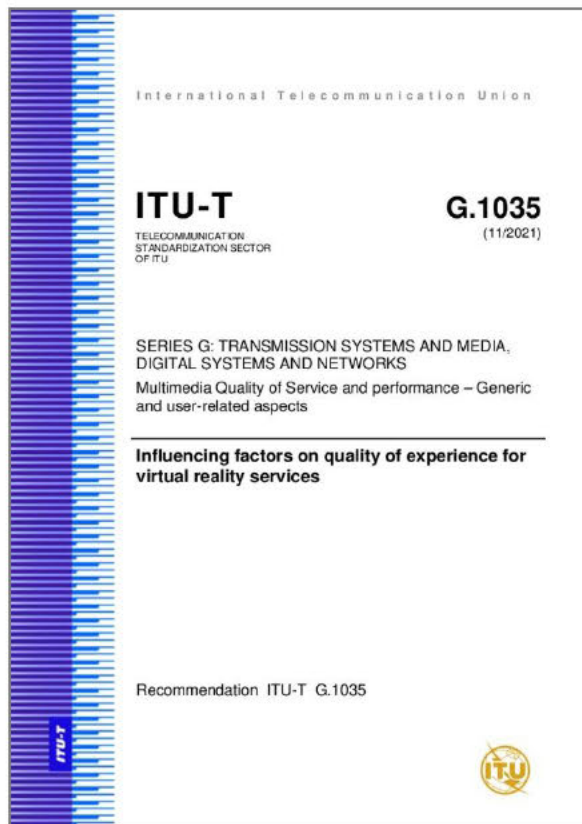 International Telecommunication Union
ITU-T
G.1035
TELECOMMUNICATION
(11/2021)
STANDARDIZATION SECTOR
OF ITU
SERIES G: TRANSMISSION SYSTEMS AND MEDIA,
DIGITAL SYSTEMS AND NETWORKS
Multimedia Quality of Service and performance – Generic
and user-related aspects
Influencing factors on quality of experience for
virtual reality services
Recommendation ITU-T G.1035
ITU-T
ITU